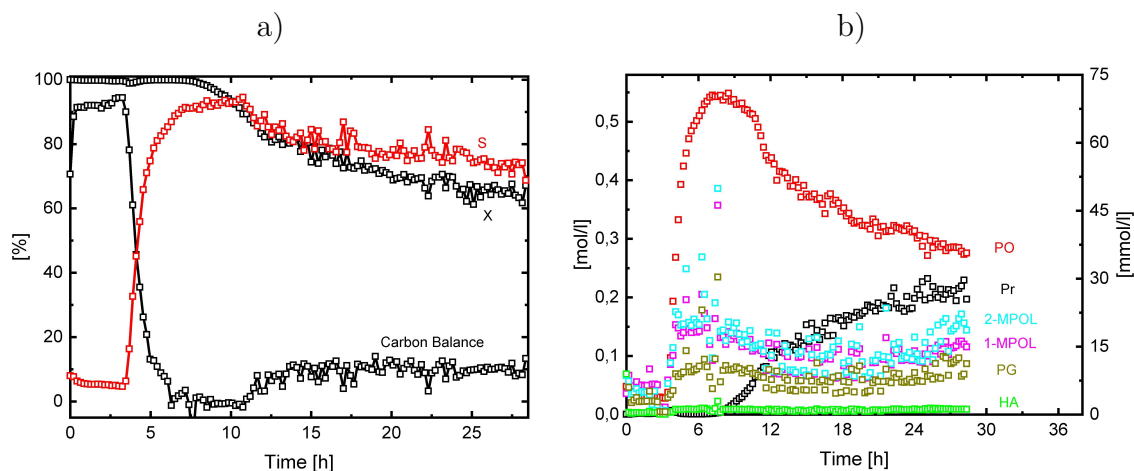 a)
b)
100
80
60
40
20
0
[%]
S
X
Carbon Balance
0
5
10
15
20
25
Time [h]
0,5
0,4
0,3
0,2
0,1
0,0
[mol/l]
75
60
45
30
15
0
[mmol/l]
PO
Pr
2-MPOL
1-MPOL
PG
HA
0
6
12
18
24
30
36
Time [h]